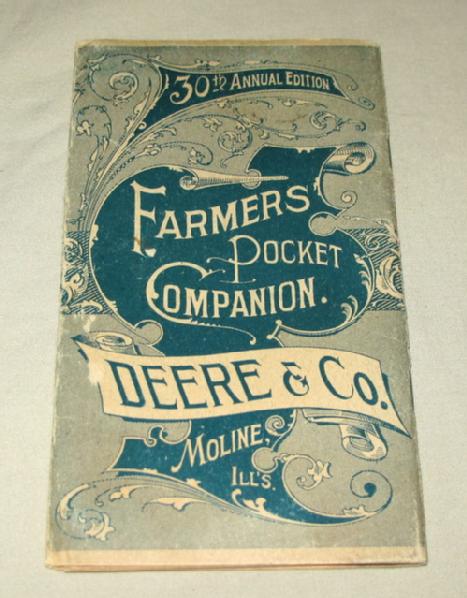 30th ANNUAL EDITION
FARMERS
POCKET
COMPANION.
DEERE & CO.
MOLINE,
ILL'S.